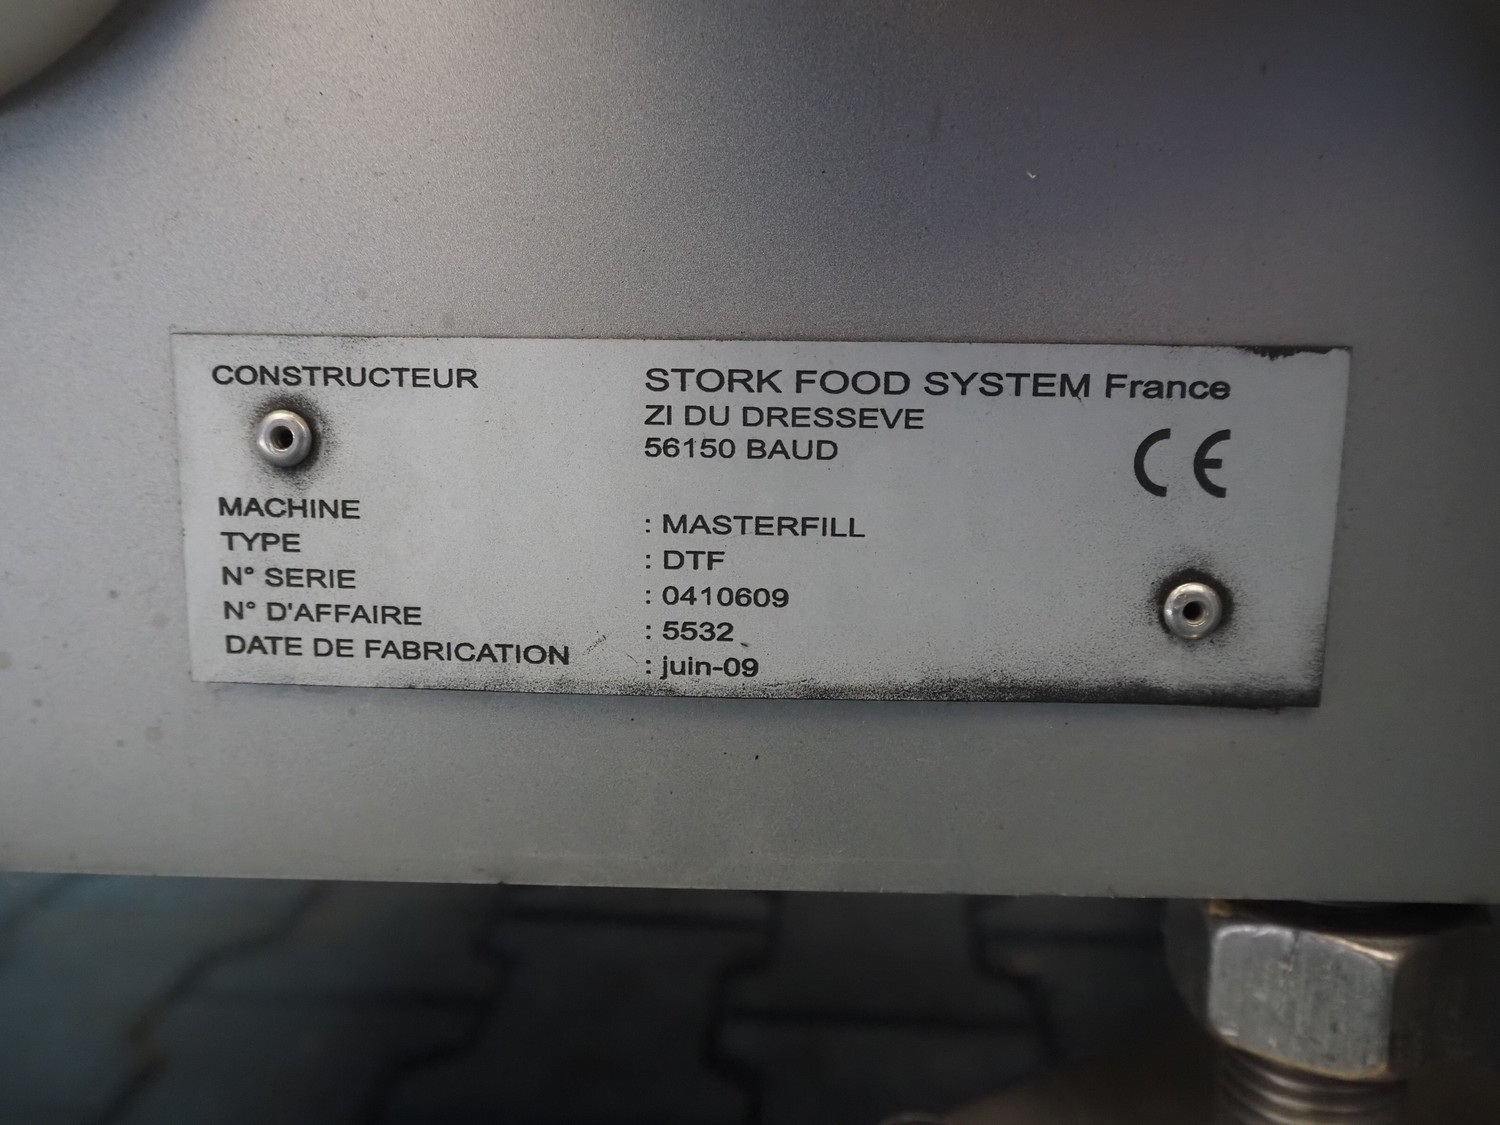 CONSTRUCTEUR STORK FOOD SYSTEM France
ZI DU DRESSEVE
56150 BAUD
CE
MACHINE : MASTERFILL
TYPE : DTF
N° SERIE : 0410609
N° D'AFFAIRE : 5532
DATE DE FABRICATION : juin-09